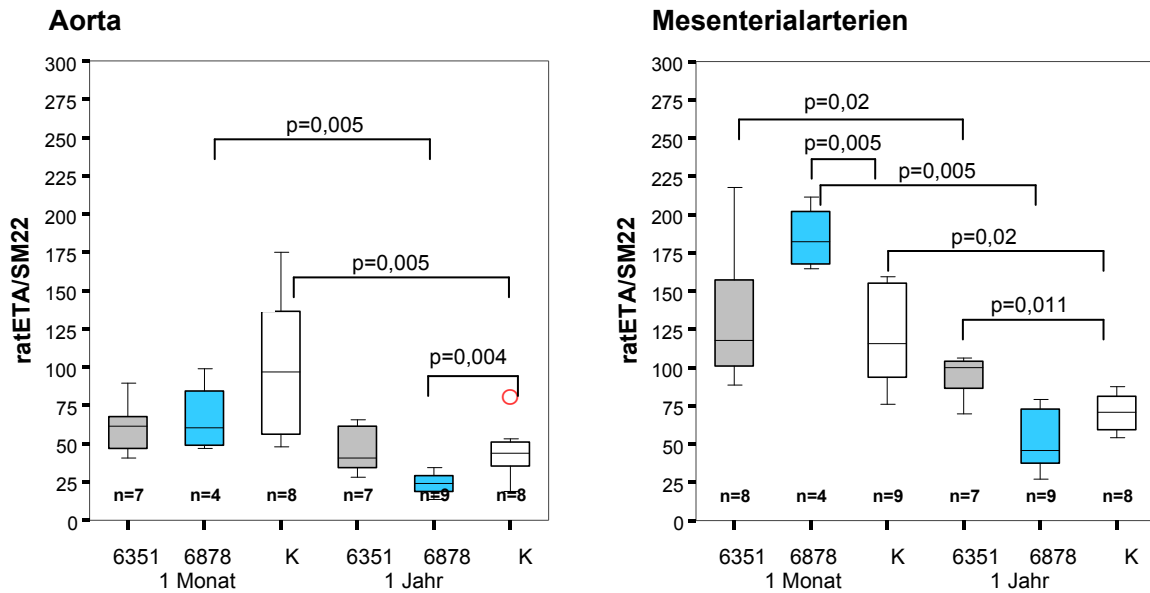 Aorta
ratETA/SM22
300
275
250
225
200
175
150
125
100
75
50
25
0
p=0,005
p=0,005
p=0,004
n=7 n=4 n=8 n=7 n=9 n=8
6351 6878 K 6351 6878 K
1 Monat 1 Jahr
Mesenterialarterien
ratETA/SM22
300
275
250
225
200
175
150
125
100
75
50
25
0
p=0,02
p=0,005
p=0,005
p=0,02
p=0,011
n=8 n=4 n=9 n=7 n=9 n=8
6351 6878 K 6351 6878 K
1 Monat 1 Jahr